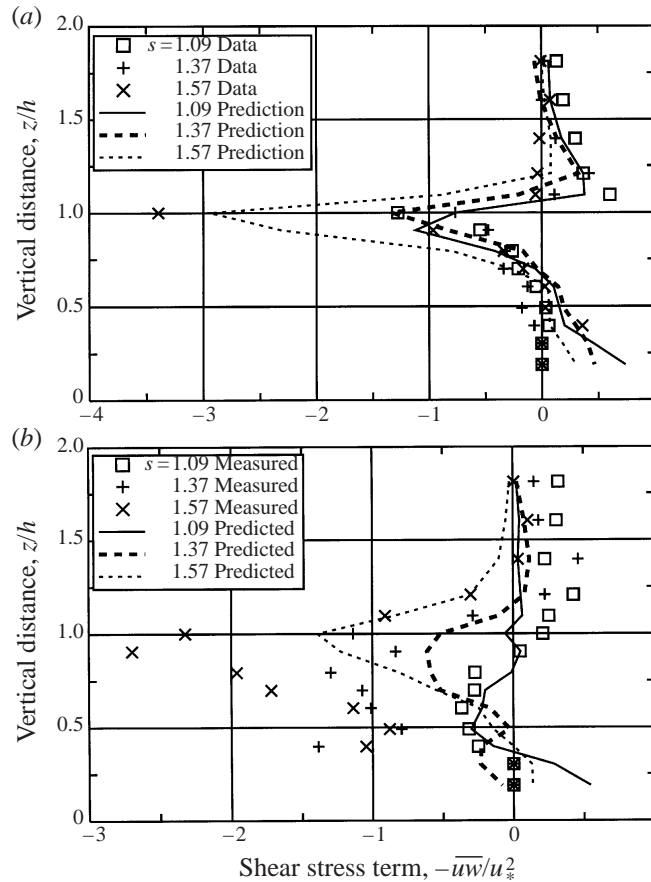 (a)
2.0
1.5
1.0
0.5
0
Vertical distance, z/h
s = 1.09 Data
1.37 Data
1.57 Data
1.09 Prediction
1.37 Prediction
1.57 Prediction
−4 −3 −2 −1 0
(b)
2.0
1.5
1.0
0.5
0
Vertical distance, z/h
s = 1.09 Measured
1.37 Measured
1.57 Measured
1.09 Predicted
1.37 Predicted
1.57 Predicted
−3 −2 −1 0
Shear stress term, −u̅w̅/u*²